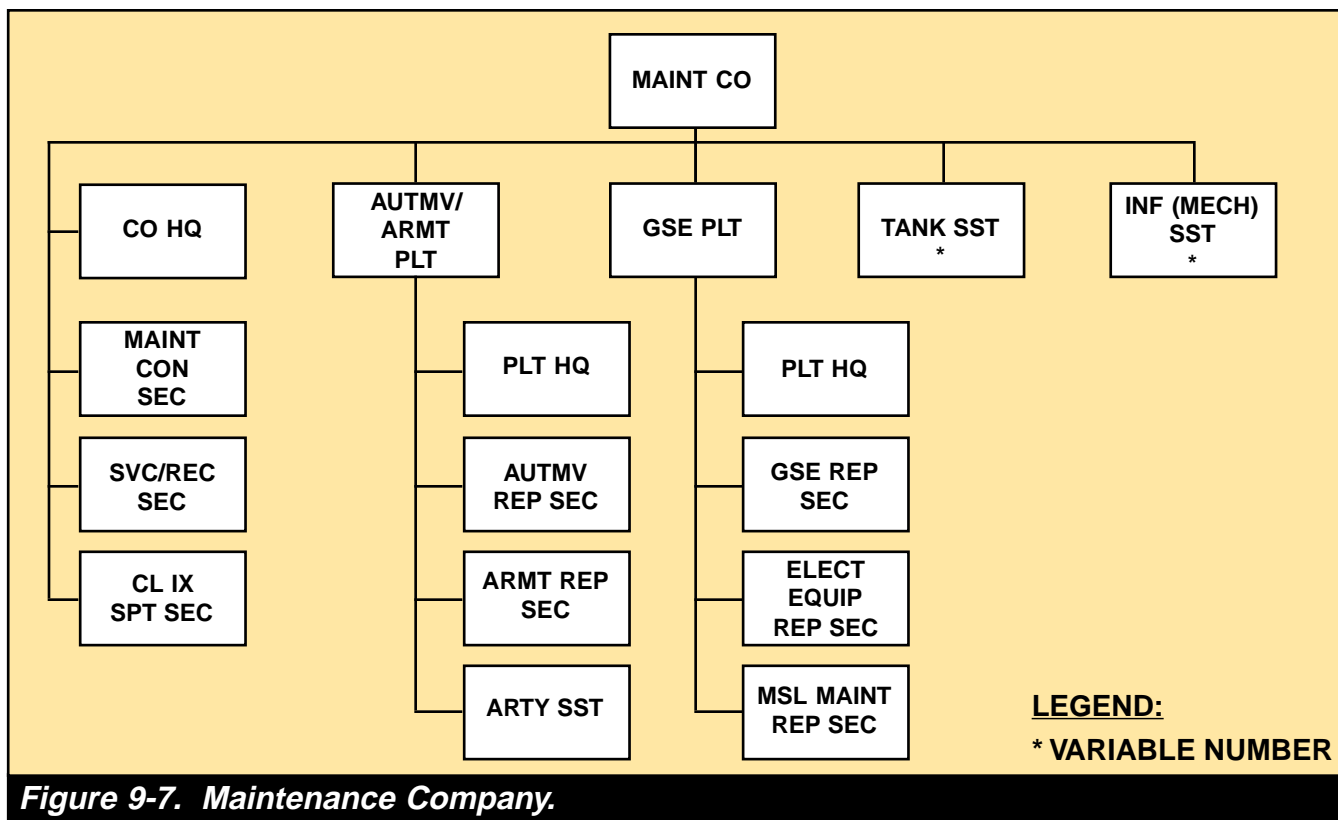 MAINT CO
CO HQ
AUTMV/
ARMT
PLT
GSE PLT
TANK SST
*
INF (MECH)
SST
*
MAINT
CON
SEC
PLT HQ
PLT HQ
SVC/REC
SEC
AUTMV
REP SEC
GSE REP
SEC
CL IX
SPT SEC
ARMT REP
SEC
ELECT
EQUIP
REP SEC
ARTY SST
MSL MAINT
REP SEC
LEGEND:
* VARIABLE NUMBER
Figure 9-7. Maintenance Company.